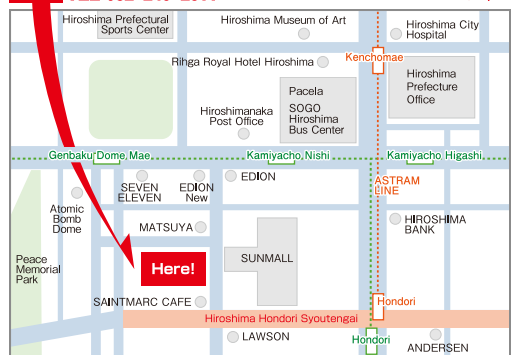 Hiroshima Prefectural
Sports Center
Hiroshima Museum of Art
Hiroshima City
Hospital
Kenchomae
Rihga Royal Hotel Hiroshima
Hiroshima
Prefecture
Office
Pacela
SOGO
Hiroshima
Bus Center
Hiroshimanaka
Post Office
Genbaku Dome Mae
Kamiyacho Nishi
Kamiyacho Higashi
SEVEN
ELEVEN
EDION
New
EDION
ASTRAM
LINE
Atomic
Bomb
Dome
MATSUYA
HIROSHIMA
BANK
Peace
Memorial
Park
Here!
SUNMALL
SAINTMARC CAFE
Hondori
Hiroshima Hondori Syoutengai
LAWSON
Hondori
ANDERSEN